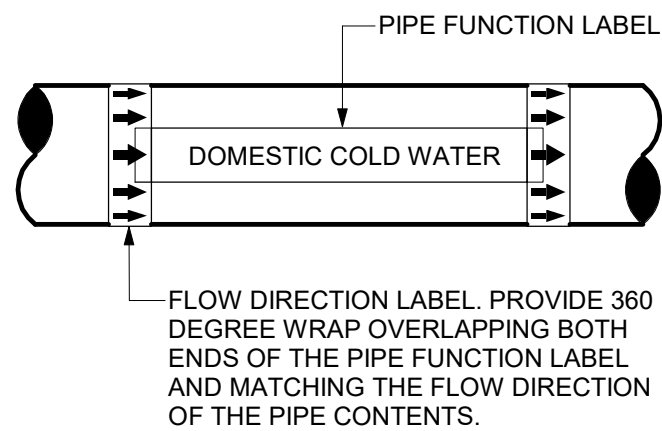 PIPE FUNCTION LABEL
DOMESTIC COLD WATER
FLOW DIRECTION LABEL. PROVIDE 360
DEGREE WRAP OVERLAPPING BOTH
ENDS OF THE PIPE FUNCTION LABEL
AND MATCHING THE FLOW DIRECTION
OF THE PIPE CONTENTS.